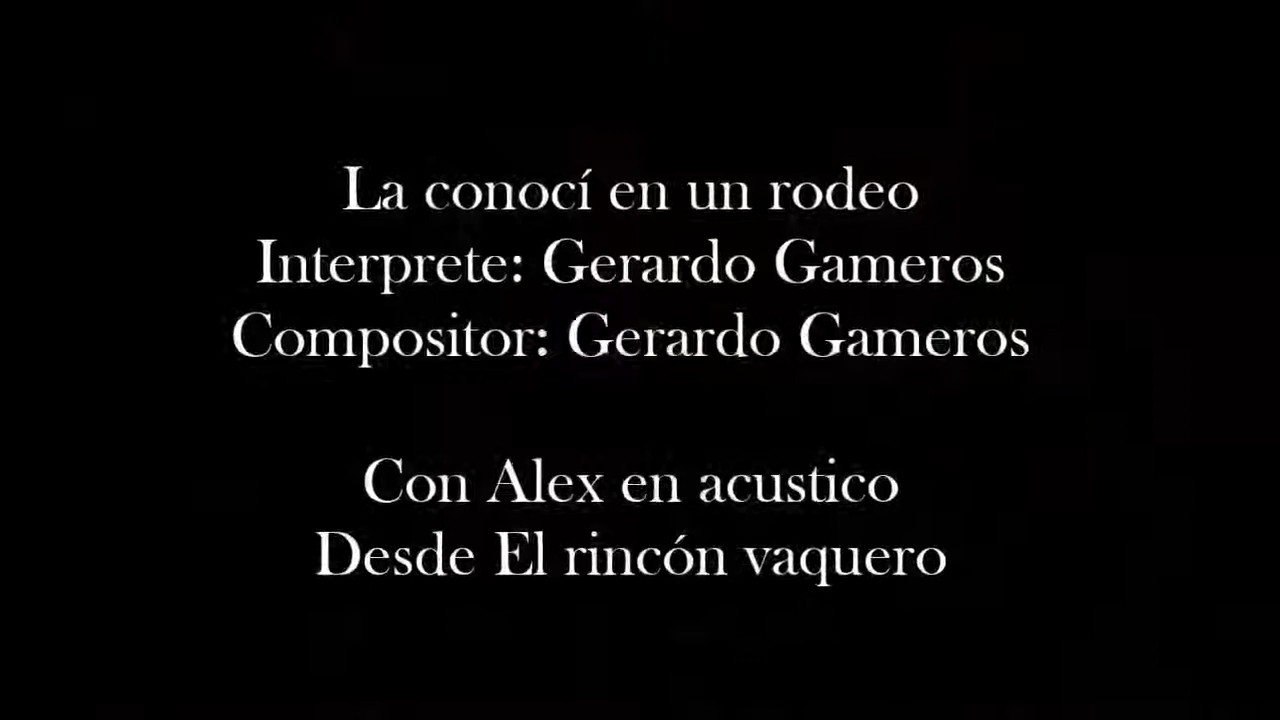 La conocí en un rodeo
Interprete: Gerardo Gameros
Compositor: Gerardo Gameros
Con Alex en acustico
Desde El rincón vaquero